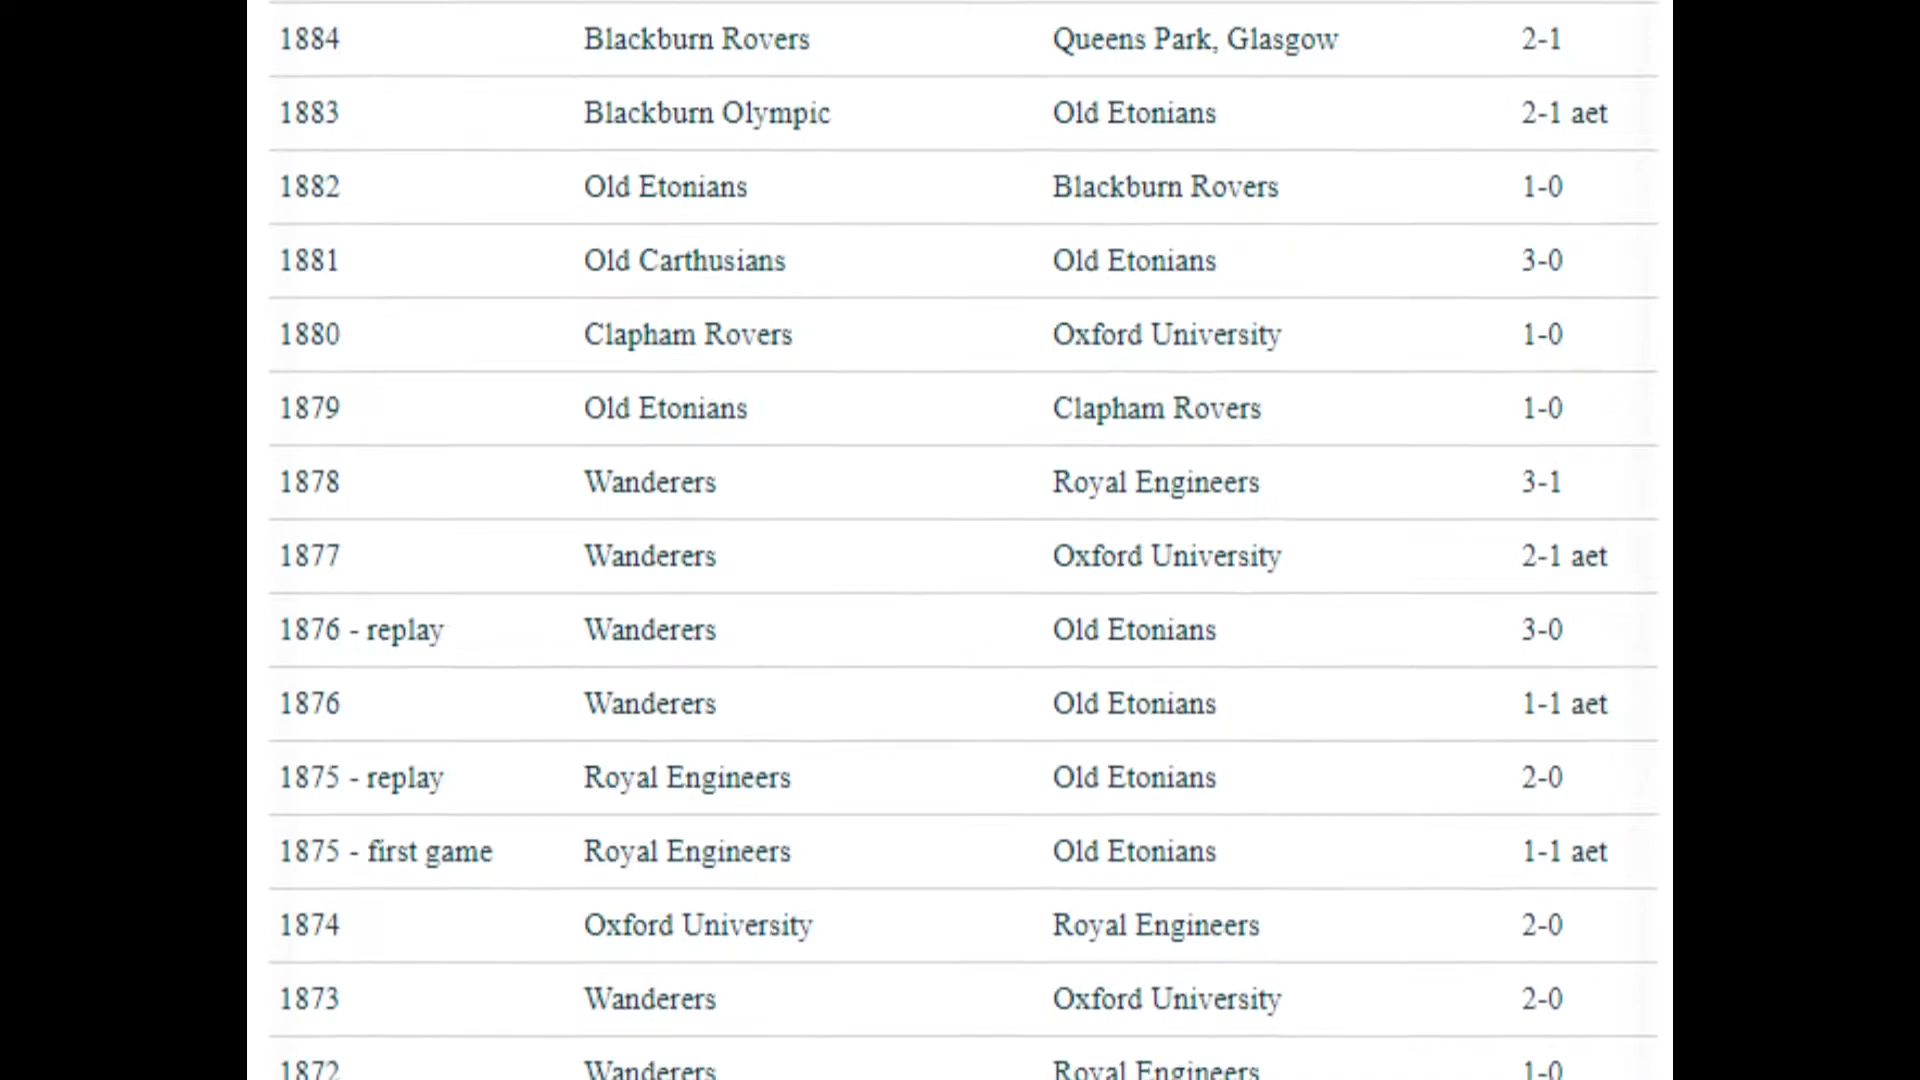 1884 Blackburn Rovers Queens Park, Glasgow 2-1
1883 Blackburn Olympic Old Etonians 2-1 aet
1882 Old Etonians Blackburn Rovers 1-0
1881 Old Carthusians Old Etonians 3-0
1880 Clapham Rovers Oxford University 1-0
1879 Old Etonians Clapham Rovers 1-0
1878 Wanderers Royal Engineers 3-1
1877 Wanderers Oxford University 2-1 aet
1876 - replay Wanderers Old Etonians 3-0
1876 Wanderers Old Etonians 1-1 aet
1875 - replay Royal Engineers Old Etonians 2-0
1875 - first game Royal Engineers Old Etonians 1-1 aet
1874 Oxford University Royal Engineers 2-0
1873 Wanderers Oxford University 2-0
1872 Wanderers Royal Engineers 1-0